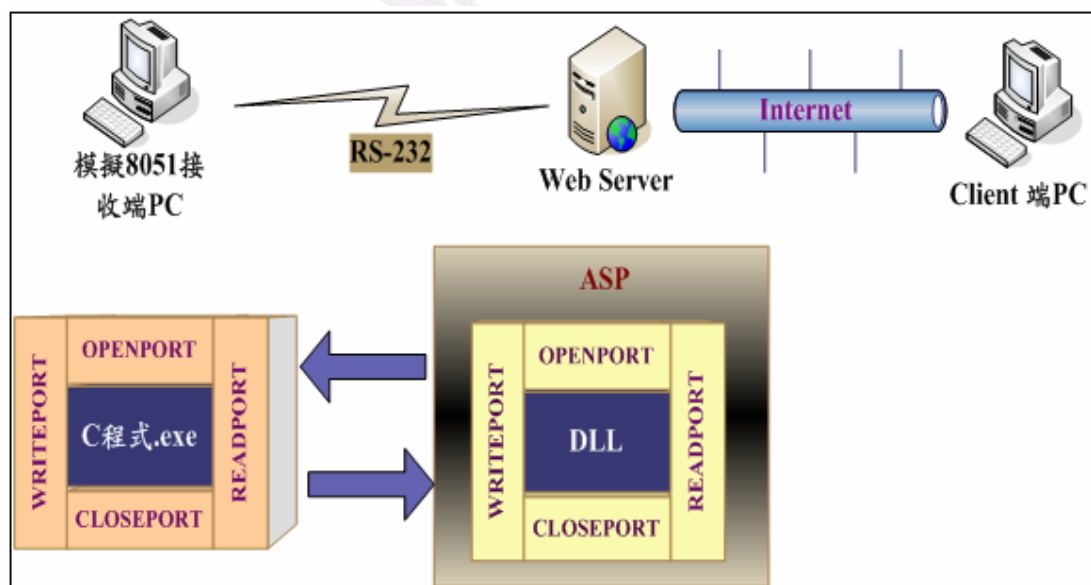 模擬8051接
收端PC
RS-232
Web Server
Internet
Client 端PC
WRITEPORT
OPENPORT
C程式.exe
CLOSEPORT
READPORT
ASP
WRITEPORT
OPENPORT
DLL
CLOSEPORT
READPORT